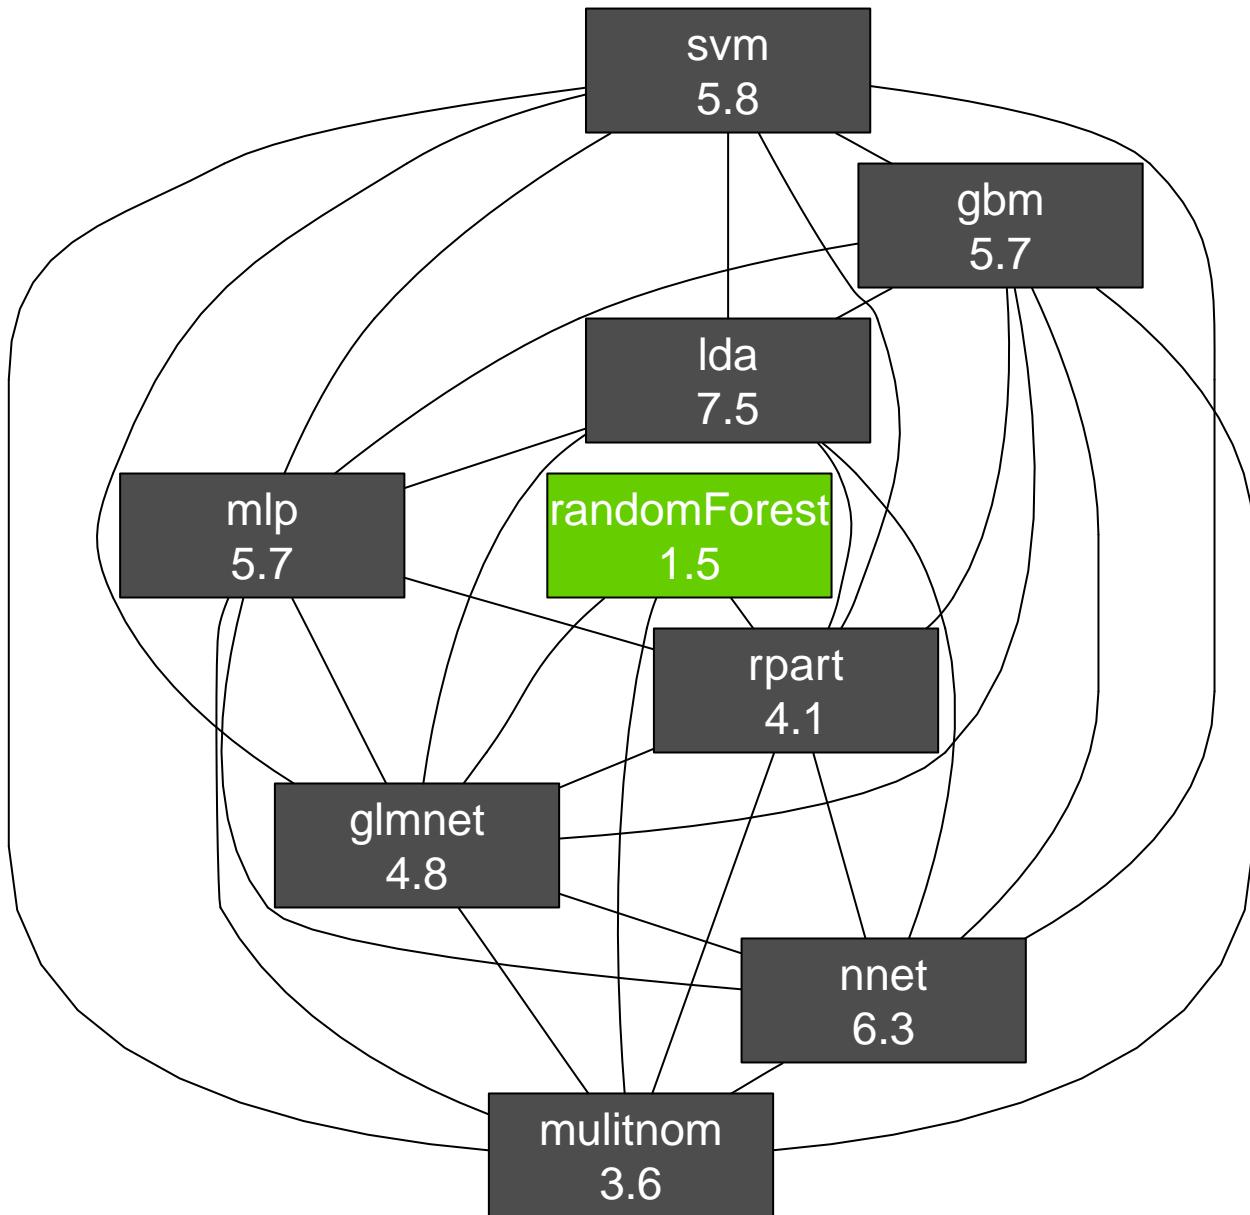 svm
5.8
gbm
5.7
lda
7.5
mlp
5.7
randomForest
1.5
rpart
4.1
glmnet
4.8
nnet
6.3
mulitnom
3.6